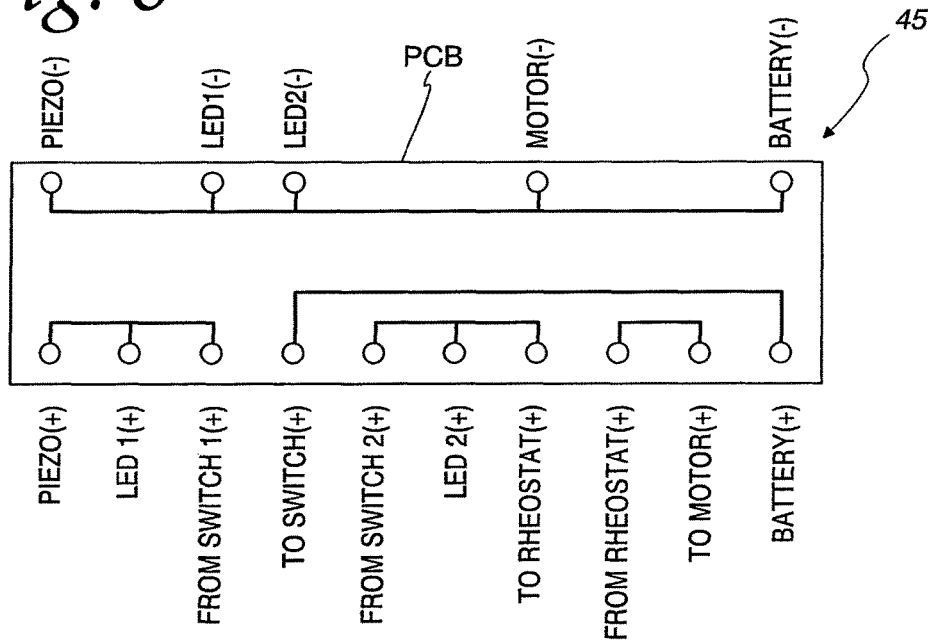 45
PCB
PIEZO(-)
LED1(-)
LED2(-)
MOTOR(-)
BATTERY(-)
PIEZO(+)
LED 1(+)
FROM SWITCH 1(+)
TO SWITCH(+)
FROM SWITCH 2(+)
LED 2(+)
TO RHEOSTAT(+)
FROM RHEOSTAT(+)
TO MOTOR(+)
BATTERY(+)